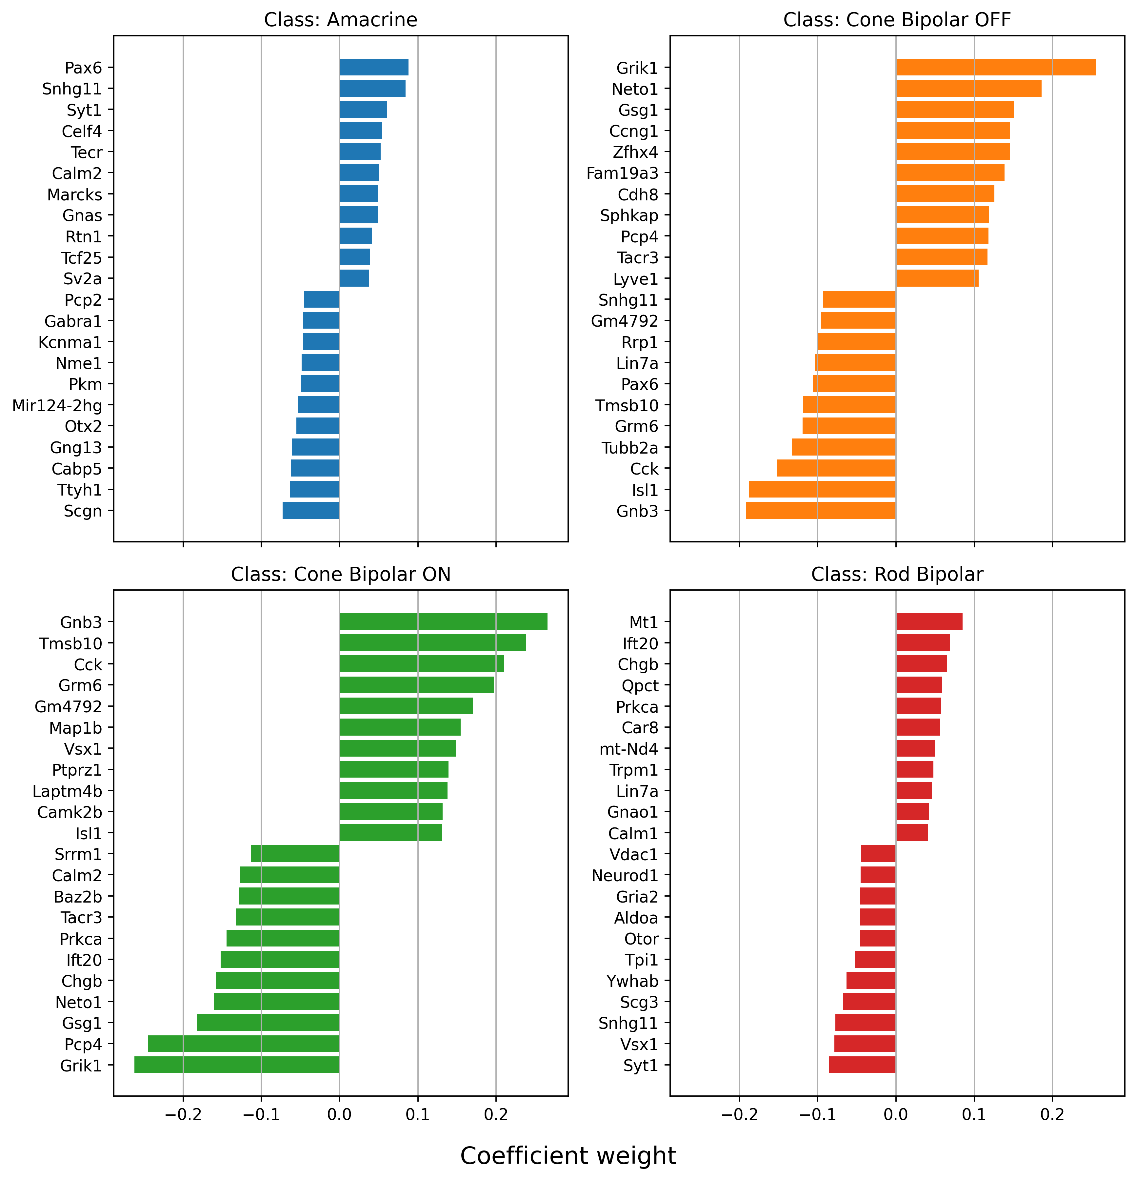 Class: Amacrine
Pax6
Snhg11
Syt1
Celf4
Tecr
Calm2
Marcks
Gnas
Rtn1
Tcf25
Sv2a
Pcp2
Gabra1
Kcnma1
Nme1
Pkm
Mir124-2hg
Otx2
Gng13
Cabp5
Ttyh1
Scgn
Class: Cone Bipolar OFF
Grik1
Neto1
Gsg1
Ccng1
Zfhx4
Fam19a3
Cdh8
Sphkap
Pcp4
Tacr3
Lyve1
Snhg11
Gm4792
Rrp1
Lin7a
Pax6
Tmsb10
Grm6
Tubb2a
Cck
Isl1
Gnb3
Class: Cone Bipolar ON
Gnb3
Tmsb10
Cck
Grm6
Gm4792
Map1b
Vsx1
Ptprz1
Laptm4b
Camk2b
Isl1
Srrm1
Calm2
Baz2b
Tacr3
Prkca
Ift20
Chgb
Neto1
Gsg1
Pcp4
Grik1
−0.2 −0.1 0.0 0.1 0.2
Class: Rod Bipolar
Mt1
Ift20
Chgb
Qpct
Prkca
Car8
mt-Nd4
Trpm1
Lin7a
Gnao1
Calm1
Vdac1
Neurod1
Gria2
Aldoa
Otor
Tpi1
Ywhab
Scg3
Snhg11
Vsx1
Syt1
−0.2 −0.1 0.0 0.1 0.2
Coefficient weight